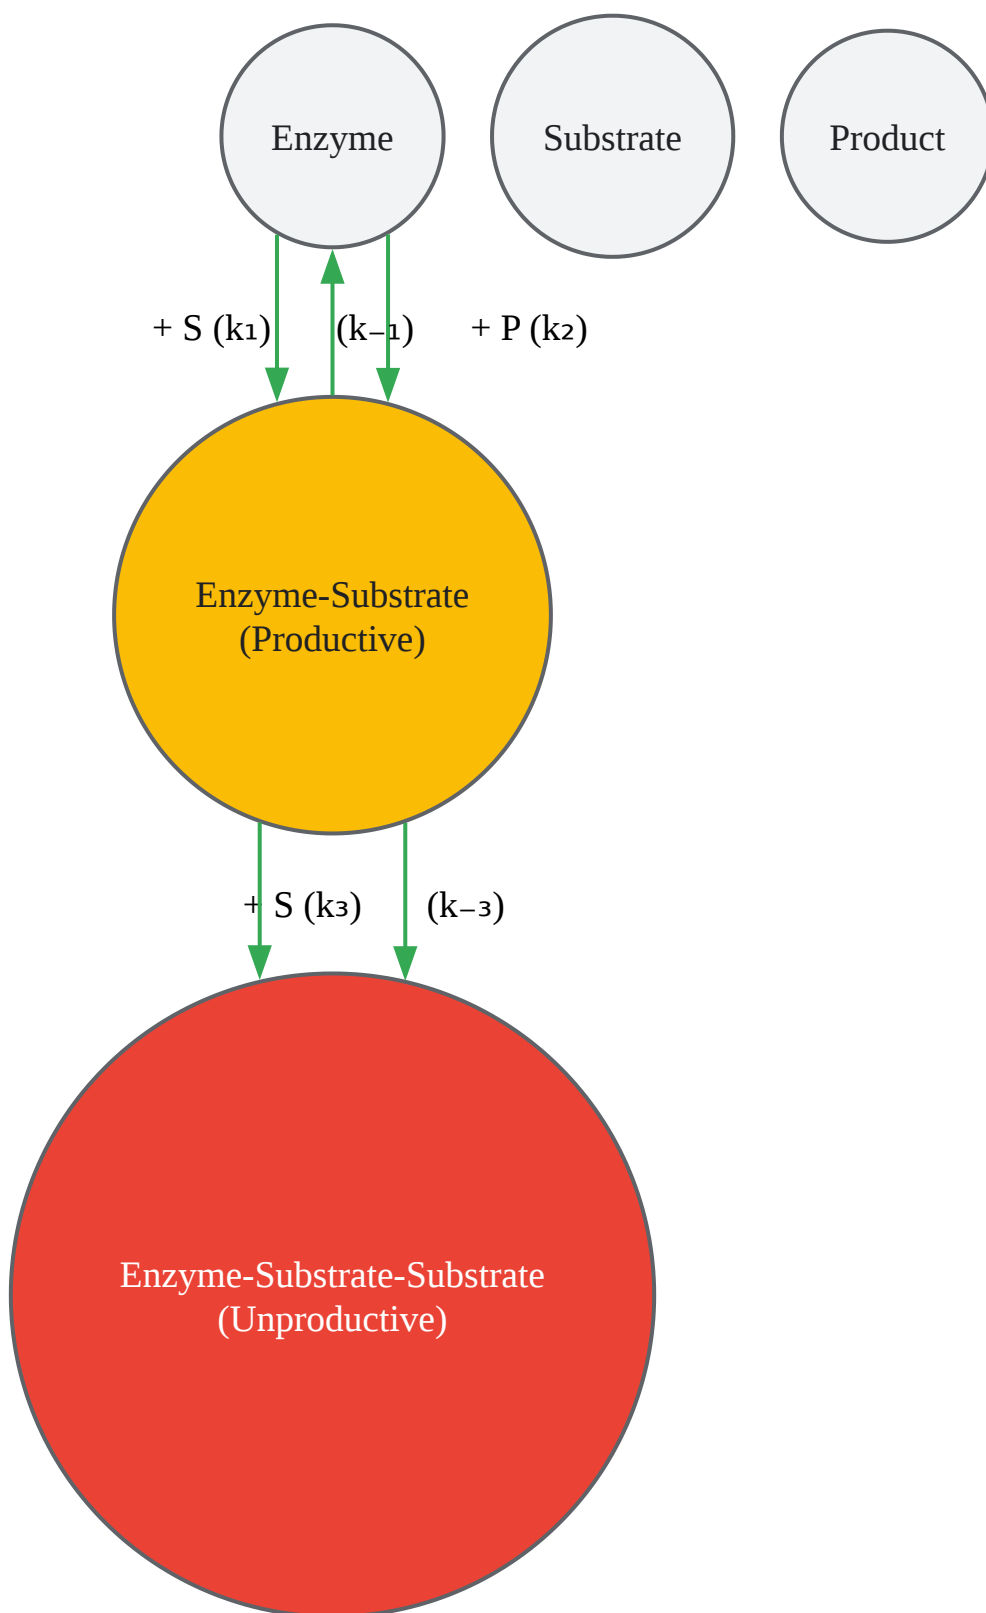 Enzyme
Substrate
Product
+ S (k₁)
(k₋₁)
+ P (k₂)
Enzyme-Substrate
(Productive)
+ S (k₃)
(k₋₃)
Enzyme-Substrate-Substrate
(Unproductive)